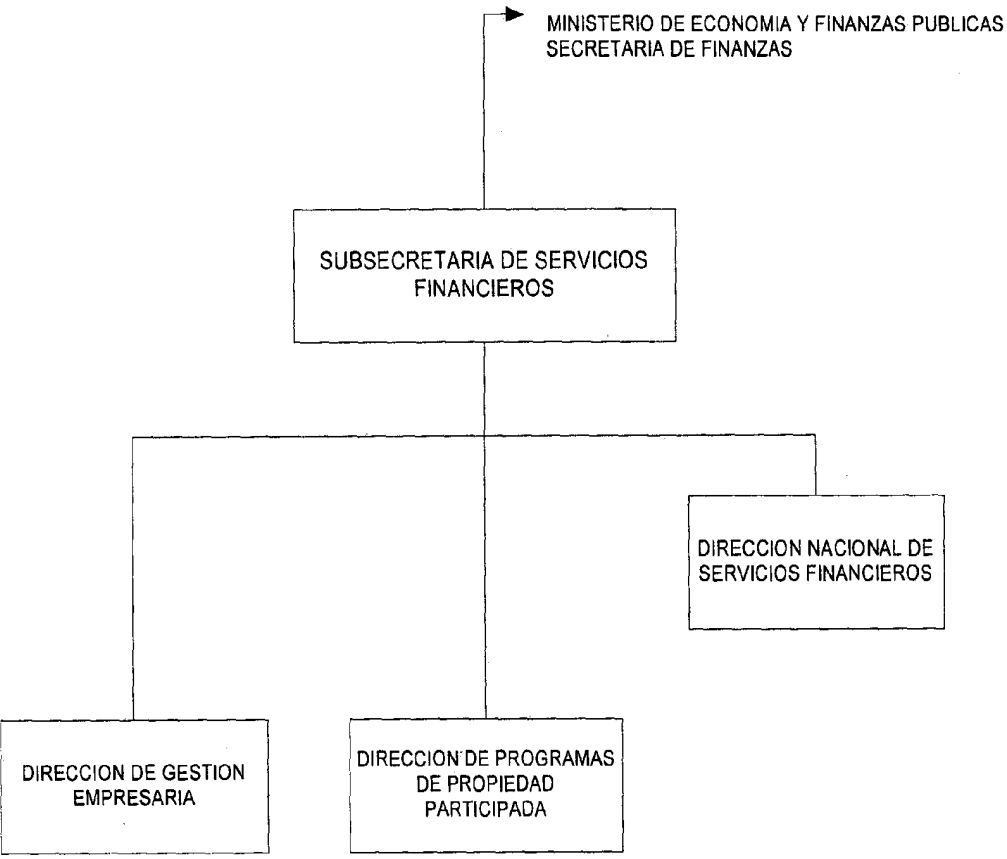 MINISTERIO DE ECONOMIA Y FINANZAS PUBLICAS
SECRETARIA DE FINANZAS
SUBSECRETARIA DE SERVICIOS
FINANCIEROS
DIRECCION NACIONAL DE
SERVICIOS FINANCIEROS
DIRECCION DE GESTION
EMPRESARIA
DIRECCION DE PROGRAMAS
DE PROPIEDAD
PARTICIPADA